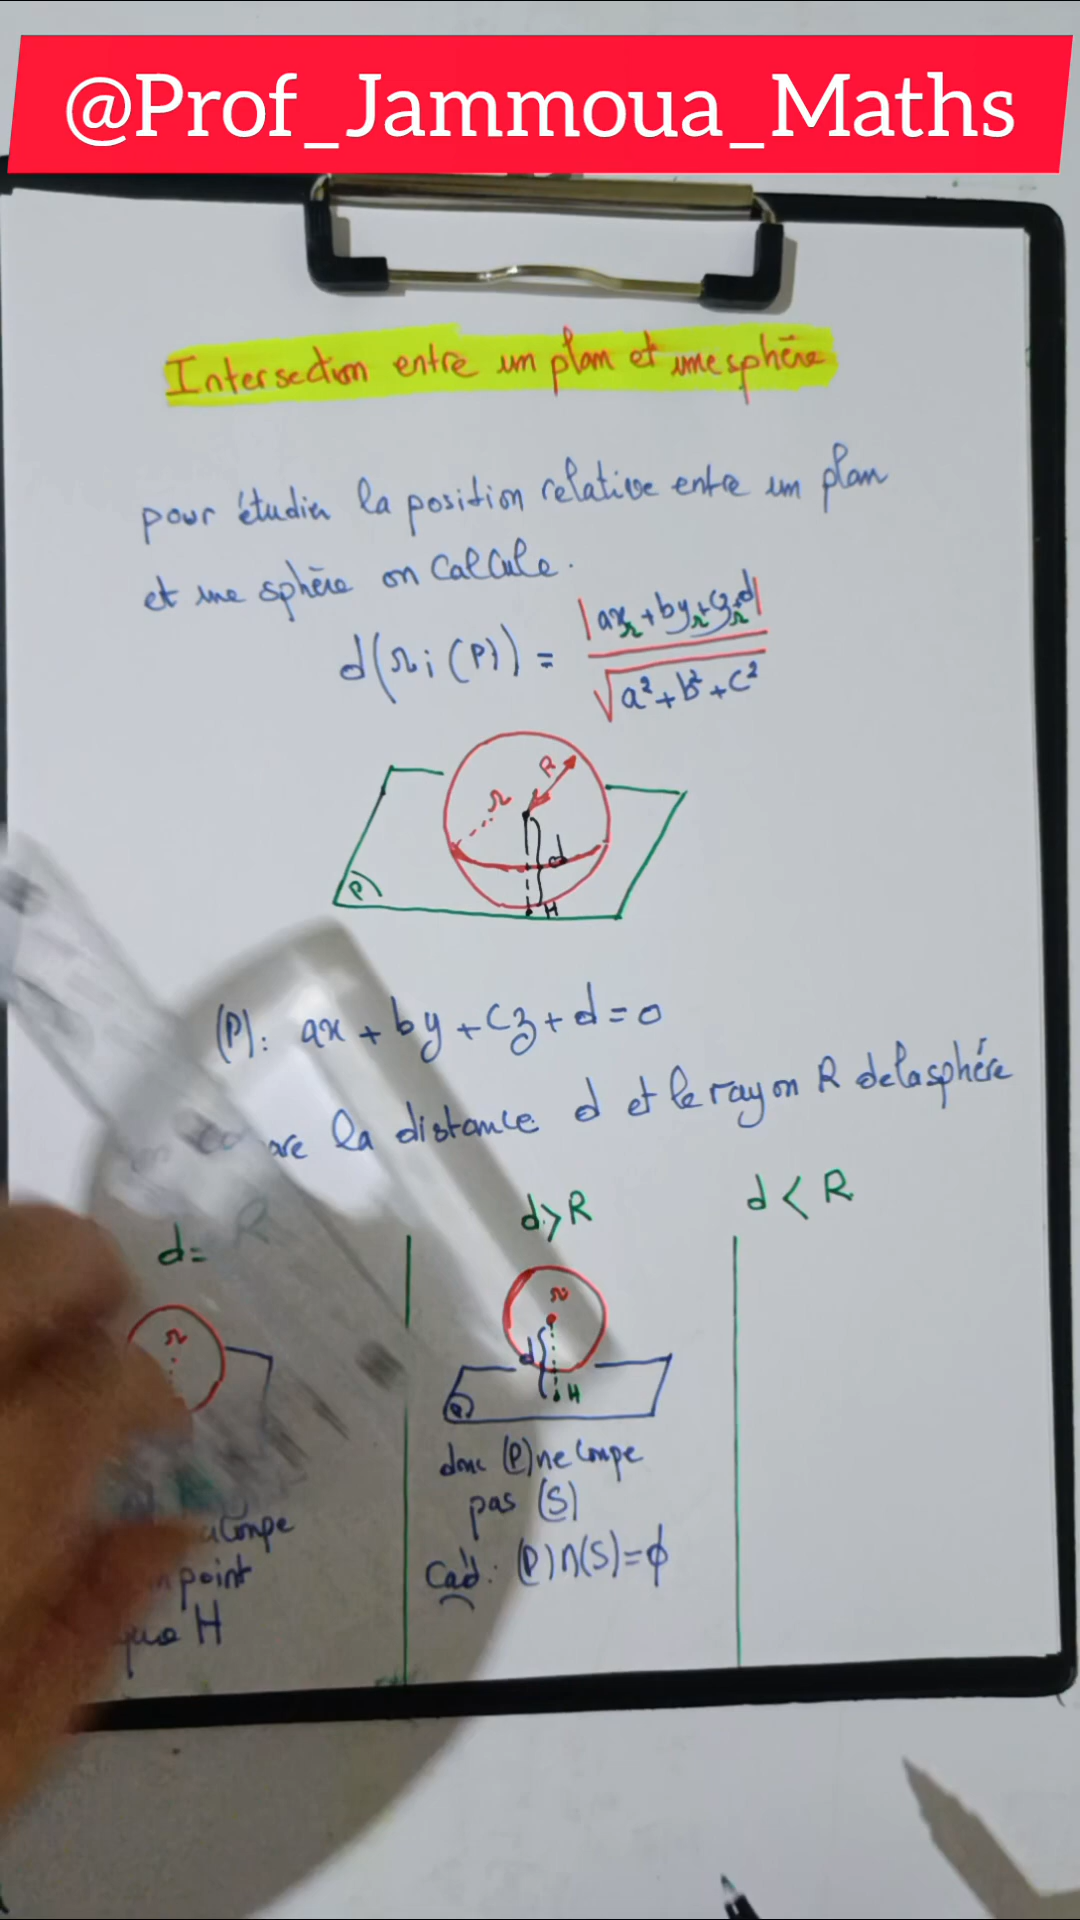 @Prof_Jammoua_Maths
Intersection entre un plan et une sphère
pour étudier la position relative entre un plan
et une sphère on calcule.
d(Ω; (P)) = |axΩ + byΩ + czΩ + d| / √a² + b² + c²
R
Ω
d
P
H
(P): ax + by + cz + d = 0
la distance d et le rayon R de la sphère
d = R
d > R
d < R
Ω
Ω
d
H
P
donc (P) ne coupe
pas (S)
Càd: (P)∩(S)=ϕ
coupe
point
H